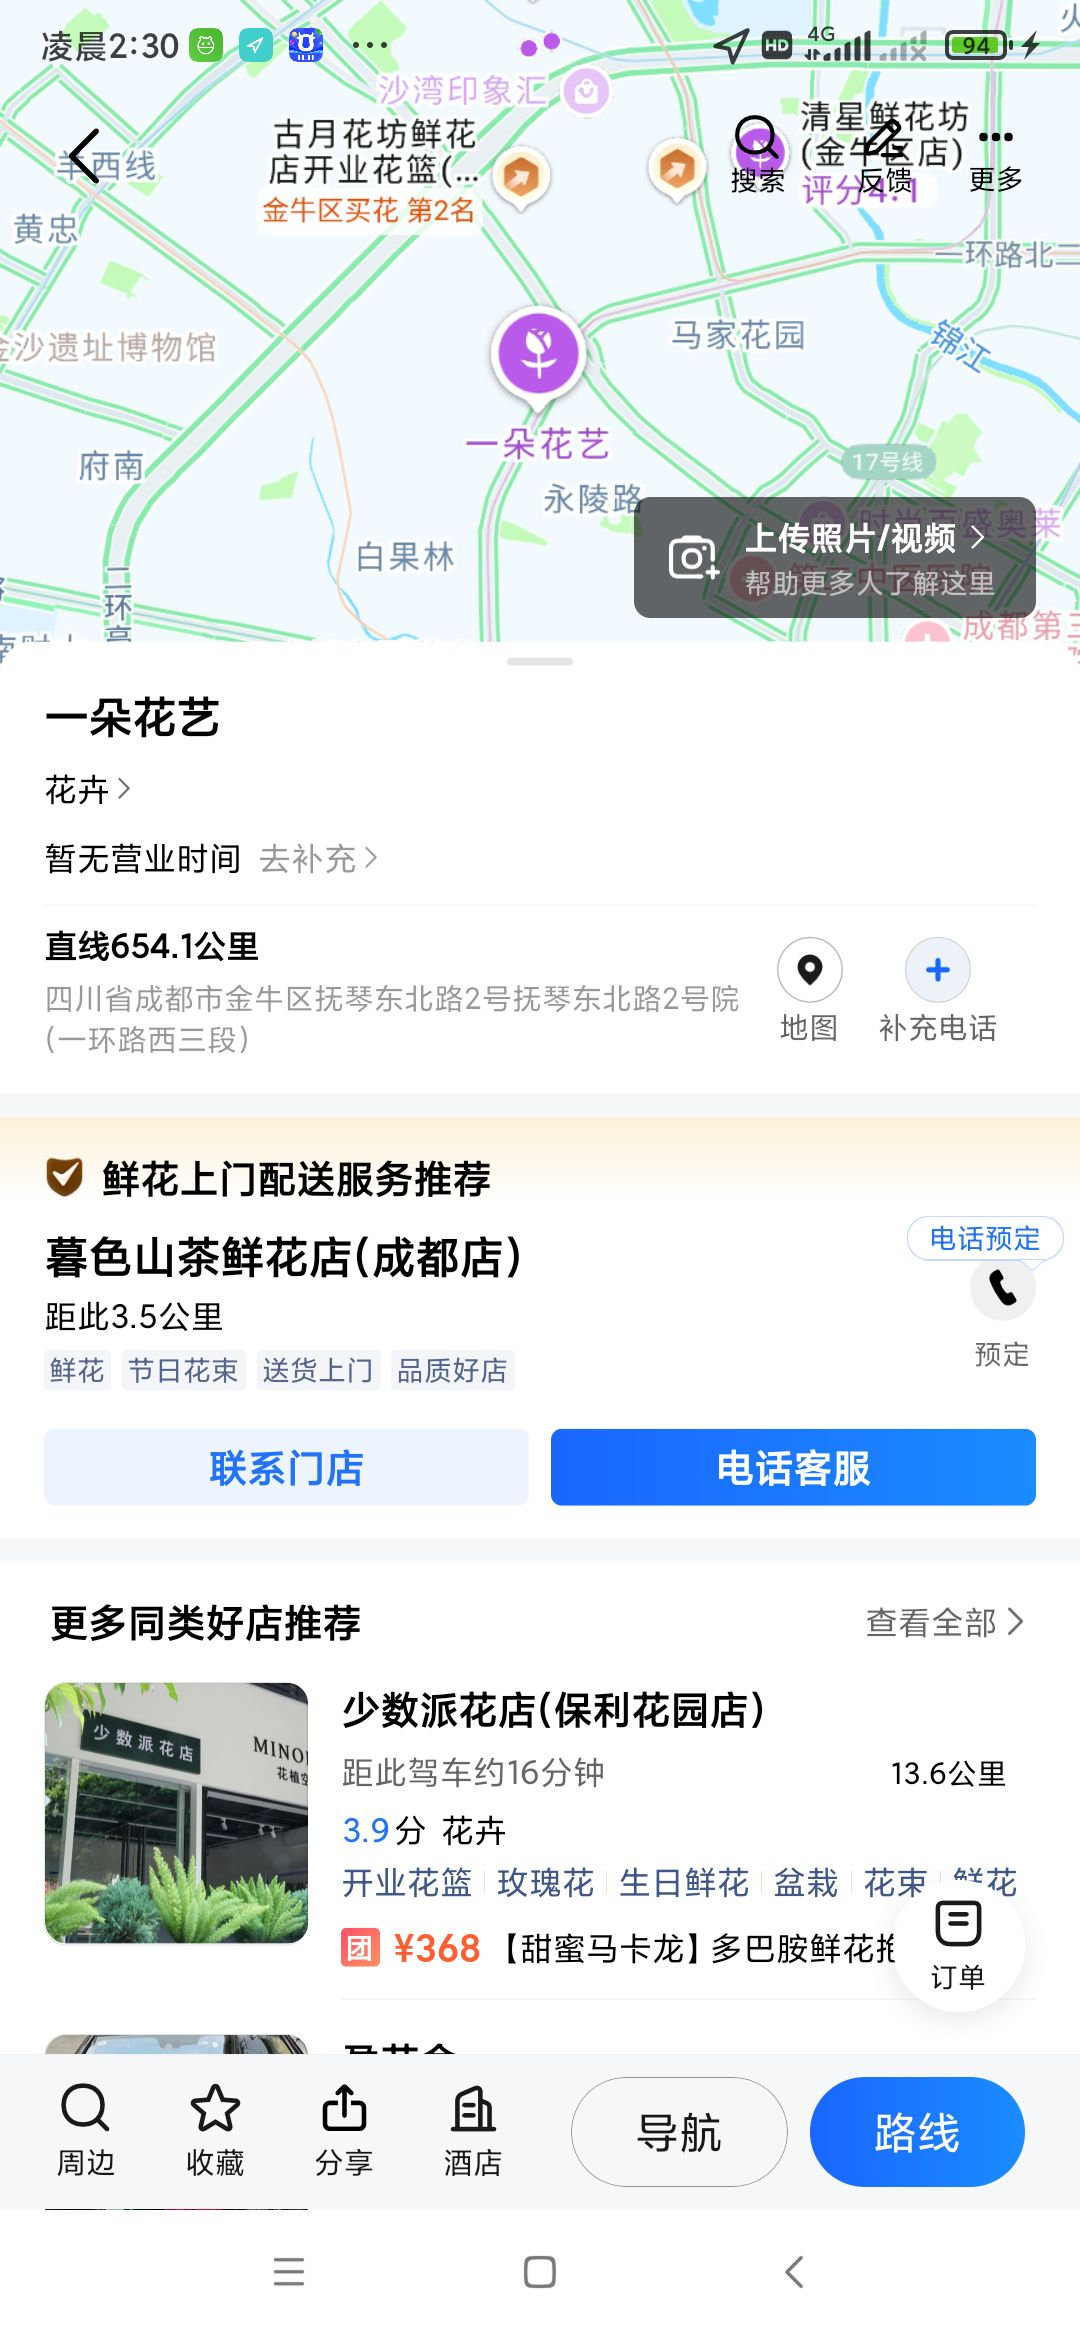 凌晨2:30
HD
4G
94
沙湾印象汇
古月花坊鲜花
店开业花篮(...
金牛区买花 第2名
清星鲜花坊
(金牛区店)
评分4.1
搜索
反馈
更多
羊西线
黄忠
一环路北二
金沙遗址博物馆
马家花园
锦江
一朵花艺
府南
17号线
永陵路
白果林
二环高
时尚百盛奥莱
上传照片/视频
帮助更多人了解这里
成都第三
一朵花艺
花卉
暂无营业时间 去补充
直线654.1公里
四川省成都市金牛区抚琴东北路2号抚琴东北路2号院
(一环路西三段)
地图
补充电话
鲜花上门配送服务推荐
暮色山茶鲜花店(成都店)
电话预定
距此3.5公里
预定
鲜花 节日花束 送货上门 品质好店
联系门店
电话客服
更多同类好店推荐
查看全部
少数派花店
MINO
花植空
少数派花店(保利花园店)
距此驾车约16分钟
13.6公里
3.9分 花卉
开业花篮 玫瑰花 生日鲜花 盆栽 花束 鲜花
团 ¥368 【甜蜜马卡龙】多巴胺鲜花抱
订单
周边
收藏
分享
酒店
导航
路线